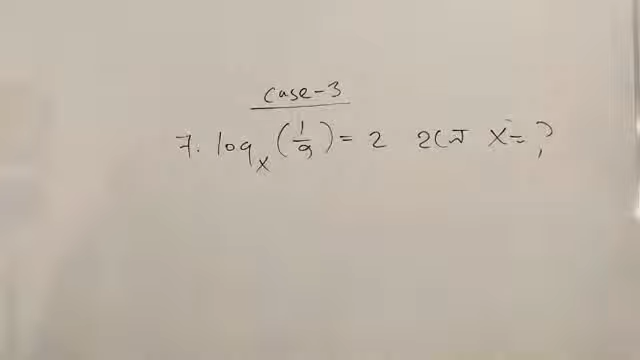 Case-3
7. log_x (1/9) = 2 হলে x = ?